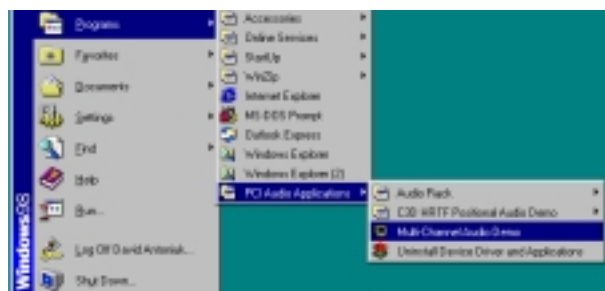 Programs
Favorites
Documents
Settings
Find
Help
Run...
Log Off David Antoniuk...
Shut Down...
Windows98
Accessories
Online Services
StartUp
WinZip
Internet Explorer
MS-DOS Prompt
Outlook Express
Windows Explorer
Windows Explorer (2)
PCI Audio Applications
Audio Rack
C3D HRTF Positional Audio Demo
Multi-Channel Audio Demo
Uninstall Device Driver and Applications